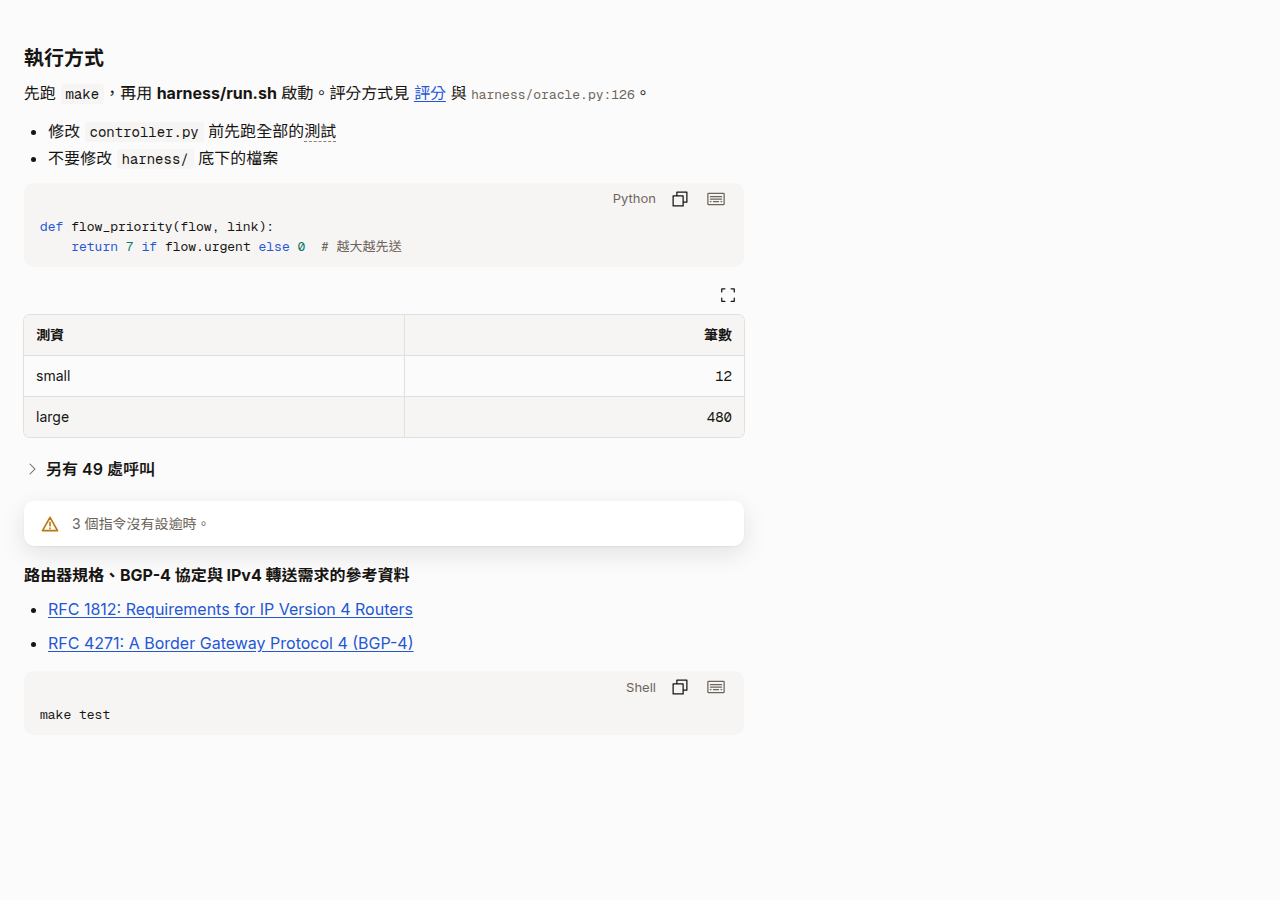 執行方式
先跑 make，再用 harness/run.sh 啟動。評分方式見 評分 與 harness/oracle.py:126。
修改 controller.py 前先跑全部的測試
不要修改 harness/ 底下的檔案
Python
def flow_priority(flow, link):
    return 7 if flow.urgent else 0  # 越大越先送
測資 筆數
small 12
large 480
另有 49 處呼叫
3 個指令沒有設逾時。
路由器規格、BGP-4 協定與 IPv4 轉送需求的參考資料
RFC 1812: Requirements for IP Version 4 Routers
RFC 4271: A Border Gateway Protocol 4 (BGP-4)
Shell
make test